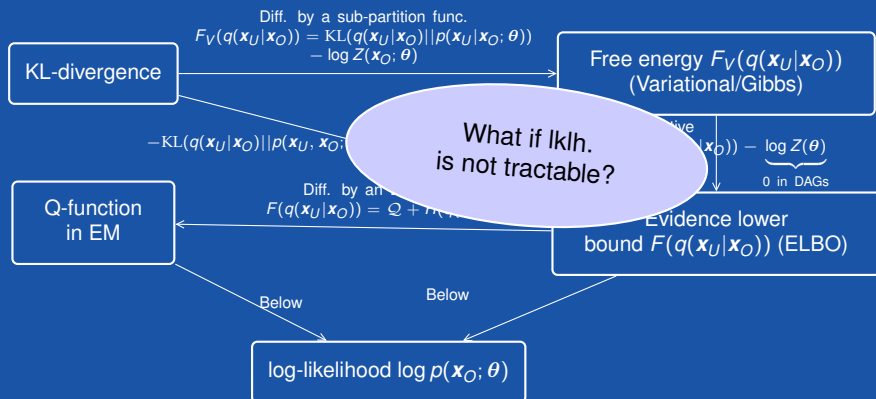 Diff. by a sub-partition func.
F_V(q(x_U|x_O)) = KL(q(x_U|x_O)||p(x_U|x_O; θ))
− log Z(x_O; θ)
KL-divergence
Free energy F_V(q(x_U|x_O))
(Variational/Gibbs)
What if lklh.
is not tractable?
−KL(q(x_U|x_O)||p(x_U, x_O;
)) − log Z(θ)
0 in DAGs
Diff. by an
F(q(x_U|x_O)) = Q +
Q-function
in EM
Evidence lower
bound F(q(x_U|x_O)) (ELBO)
Below
Below
log-likelihood log p(x_O; θ)